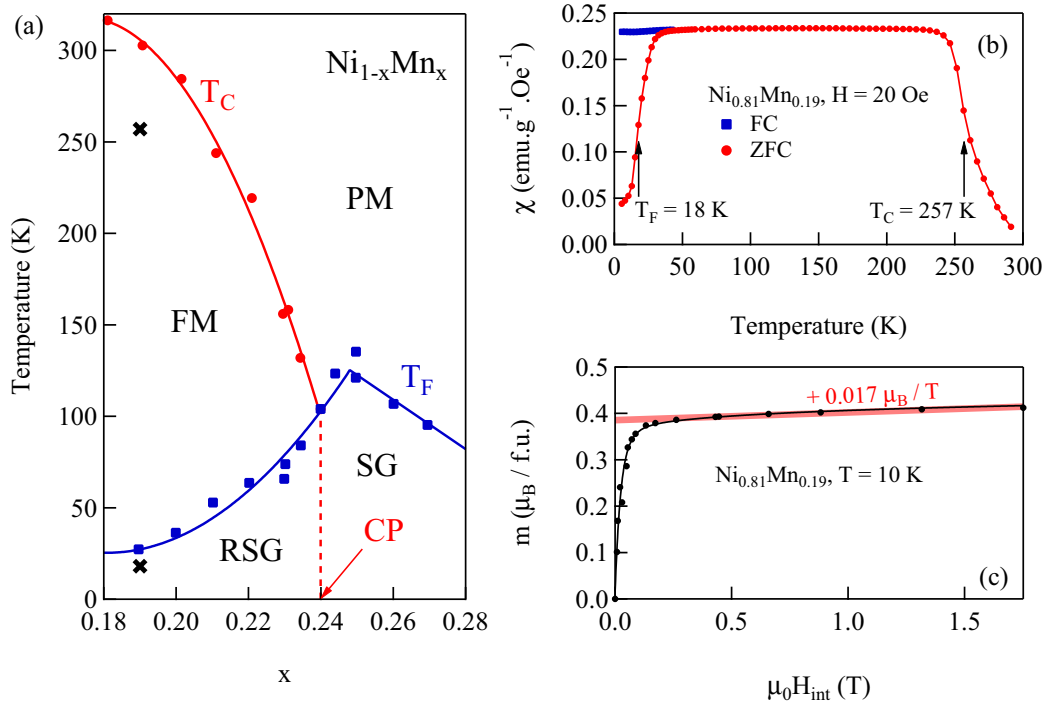 (a)
Ni1-xMnx
TC
PM
FM
TF
SG
RSG
CP
Temperature (K)
300
250
200
150
100
50
0
0.18 0.20 0.22 0.24 0.26 0.28
x
(b)
Ni0.81Mn0.19, H = 20 Oe
FC
ZFC
TF = 18 K
TC = 257 K
χ (emu.g-1.Oe-1)
0.25
0.20
0.15
0.10
0.05
0.00
0 50 100 150 200 250 300
Temperature (K)
+ 0.017 μB / T
Ni0.81Mn0.19, T = 10 K
(c)
m (μB / f.u.)
0.5
0.4
0.3
0.2
0.1
0.0
0.0 0.5 1.0 1.5
μ0Hint (T)